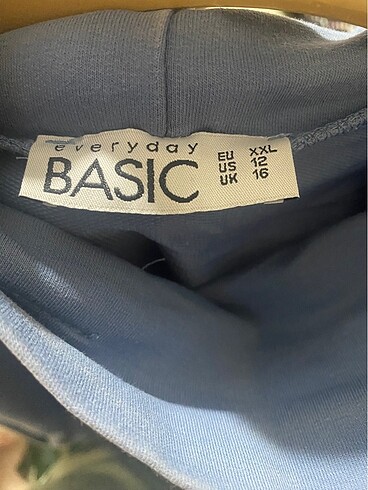 everyday
BASIC
EU XXL
US 12
UK 16